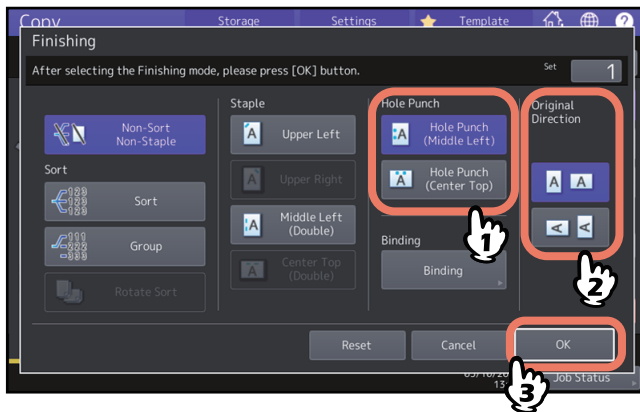 Copy Storage Settings Template
Finishing
After selecting the Finishing mode, please press [OK] button.
Set 1
Non-Sort
Non-Staple
Sort
Sort
Group
Rotate Sort
Staple
Upper Left
Upper Right
Middle Left
(Double)
Center Top
(Double)
Hole Punch
Hole Punch
(Middle Left)
Hole Punch
(Center Top)
1
Binding
Binding
Original
Direction
2
Reset
Cancel
OK
3
Job Status